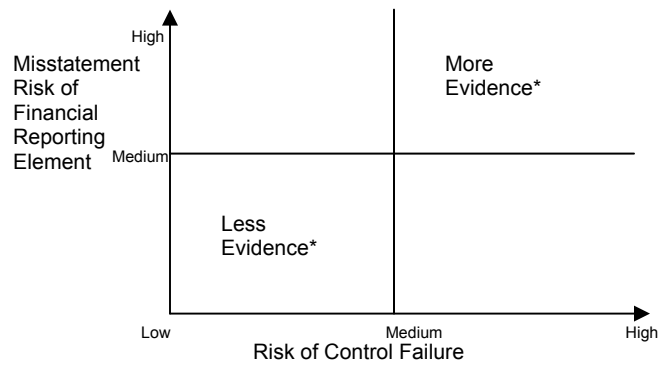 High
Misstatement
Risk of
Financial
Reporting
Element
More
Evidence*
Medium
Less
Evidence*
Low
Medium
High
Risk of Control Failure